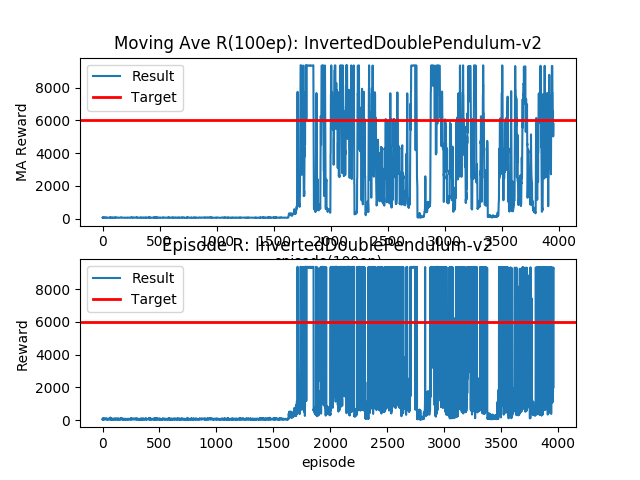 Moving Ave R(100ep): InvertedDoublePendulum-v2
MA Reward
8000
6000
4000
2000
0
Result
Target
0 500 1000 1500 2000 2500 3000 3500 4000
episode(100ep)
Episode R: InvertedDoublePendulum-v2
Reward
8000
6000
4000
2000
0
Result
Target
0 500 1000 1500 2000 2500 3000 3500 4000
episode